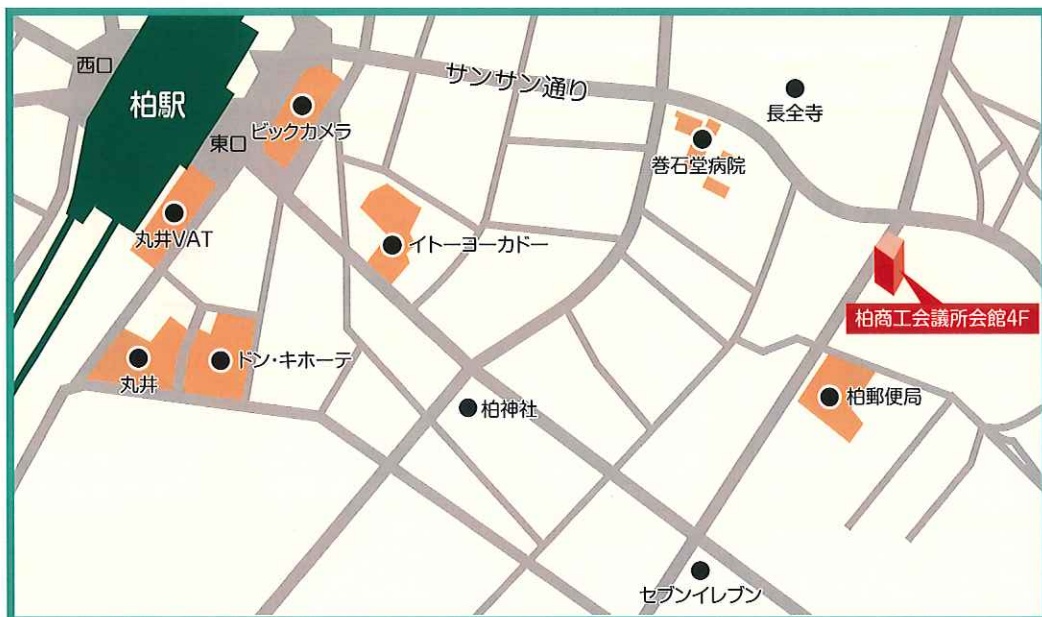 西口
柏駅
東口
ビックカメラ
サンサン通り
長全寺
巻石堂病院
丸井VAT
イトーヨーカドー
柏商工会議所会館4F
丸井
ドン・キホーテ
柏神社
柏郵便局
セブンイレブン